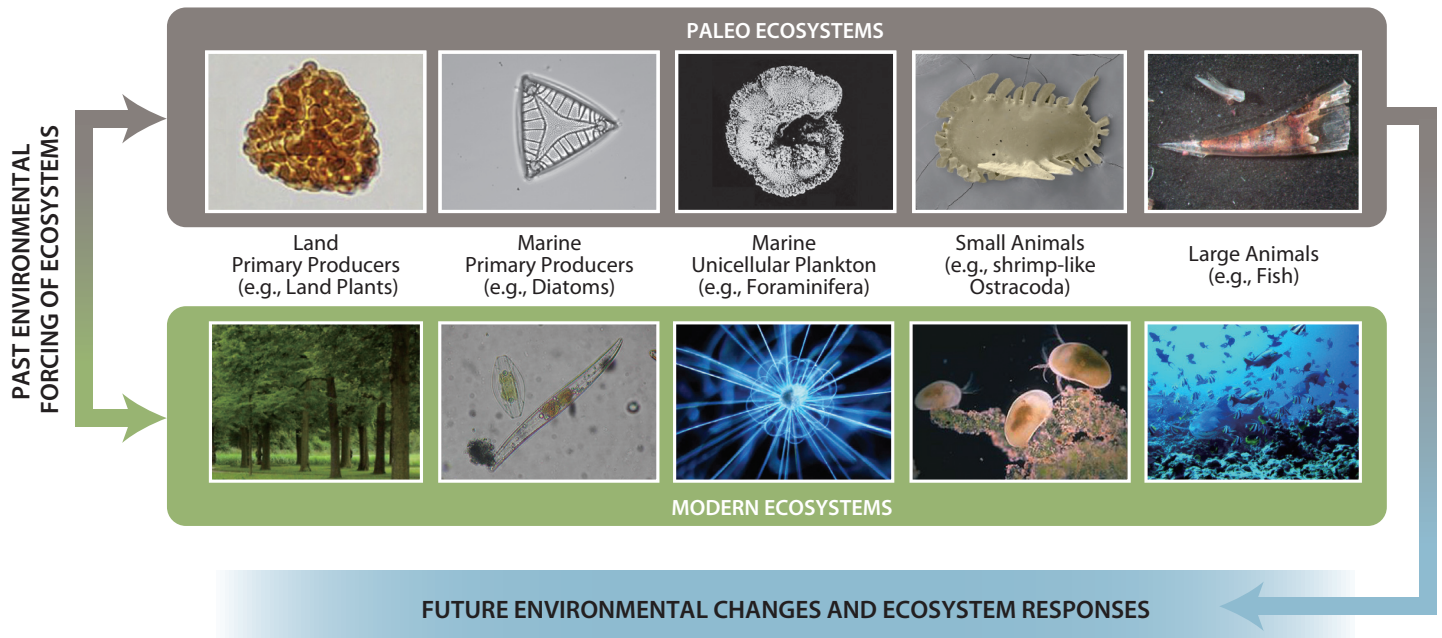 PALEO ECOSYSTEMS
PAST ENVIRONMENTAL
FORCING OF ECOSYSTEMS
Land
Primary Producers
(e.g., Land Plants)
Marine
Primary Producers
(e.g., Diatoms)
Marine
Unicellular Plankton
(e.g., Foraminifera)
Small Animals
(e.g., shrimp-like
Ostracoda)
Large Animals
(e.g., Fish)
MODERN ECOSYSTEMS
FUTURE ENVIRONMENTAL CHANGES AND ECOSYSTEM RESPONSES